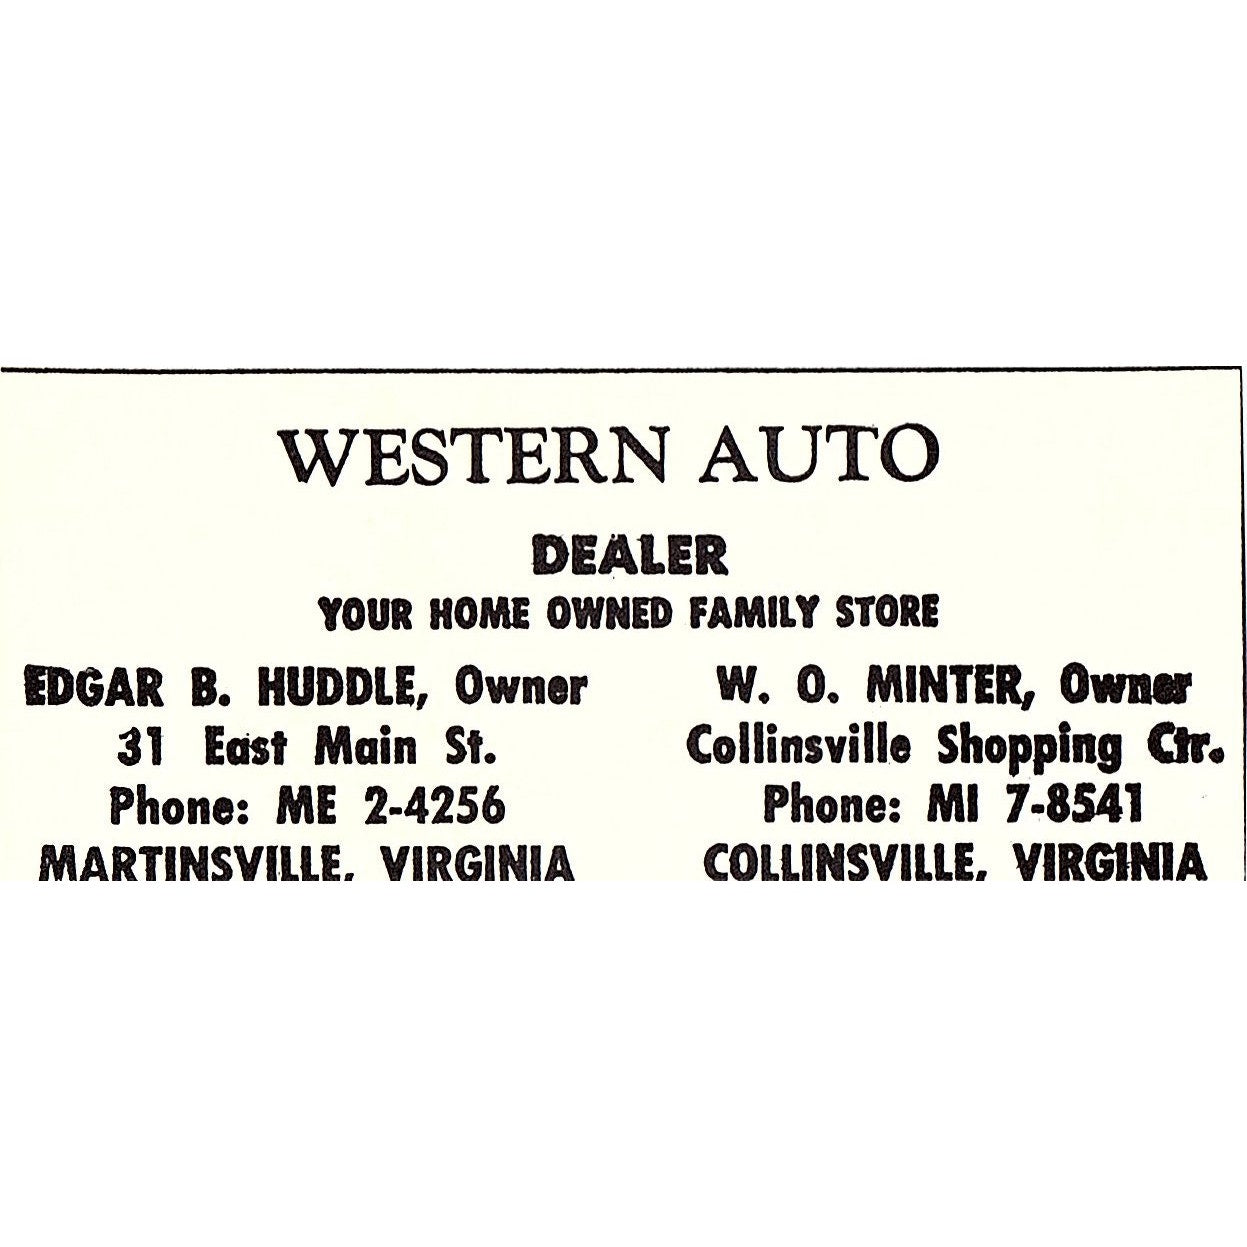 WESTERN AUTO
DEALER
YOUR HOME OWNED FAMILY STORE
EDGAR B. HUDDLE, Owner
31 East Main St.
Phone: ME 2-4256
MARTINSVILLE, VIRGINIA
W. O. MINTER, Owner
Collinsville Shopping Ctr.
Phone: MI 7-8541
COLLINSVILLE, VIRGINIA